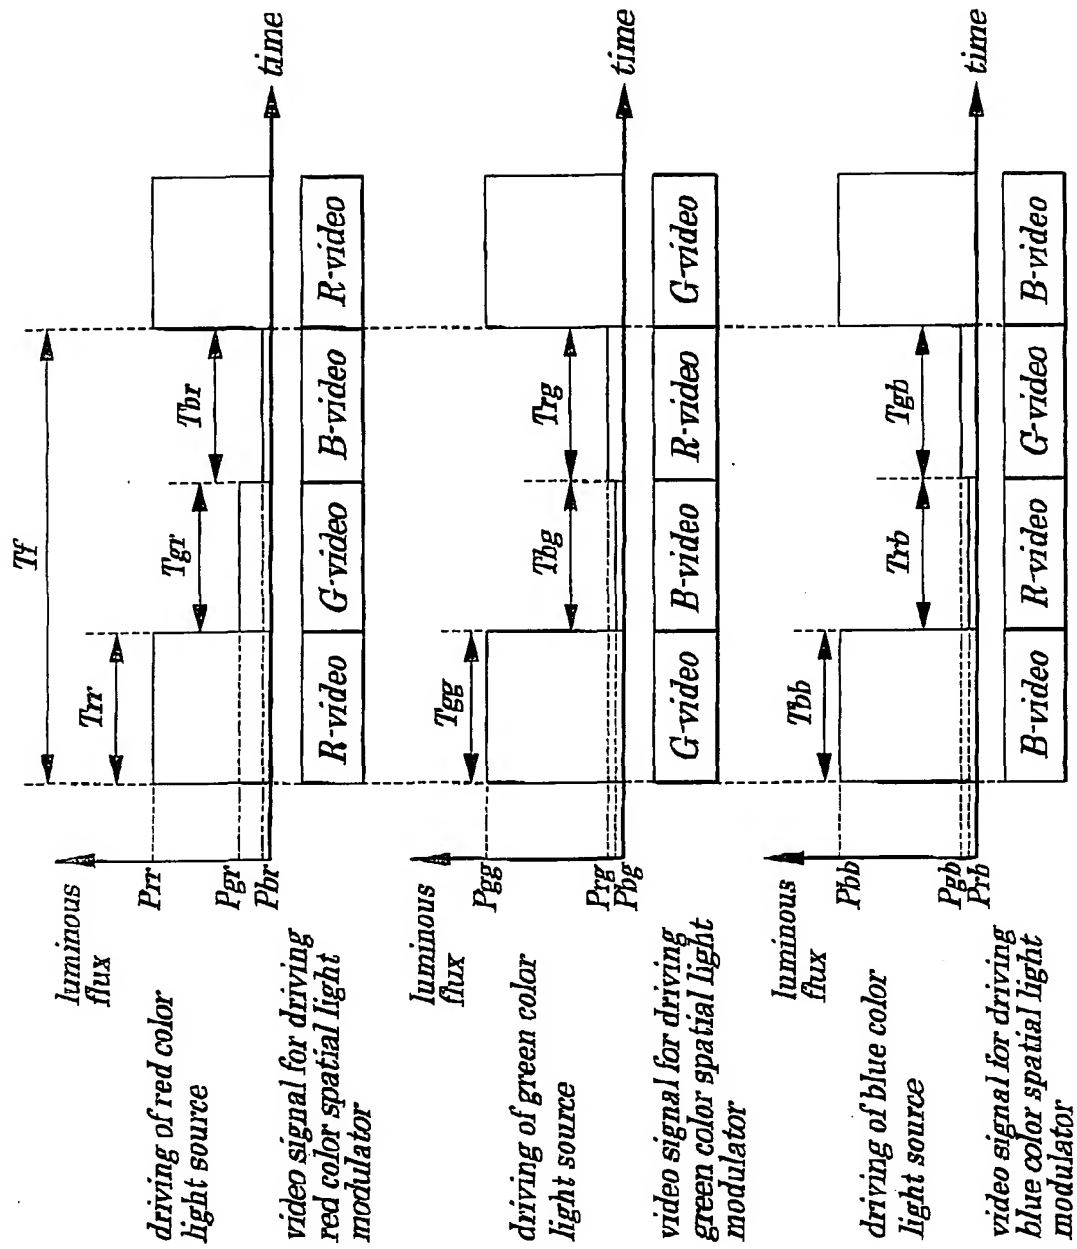 Tf
luminous
flux
Trr
Tgr
Tbr
Prr
Pgr
Pbr
time
driving of red color
light source
video signal for driving
red color spatial light
modulator
R-video
G-video
B-video
R-video
luminous
flux
Tgg
Tbg
Trg
Pgg
Prg
Pbg
time
driving of green color
light source
video signal for driving
green color spatial light
modulator
G-video
B-video
R-video
G-video
luminous
flux
Tbb
Trb
Tgb
Pbb
Pgb
Prb
time
driving of blue color
light source
video signal for driving
blue color spatial light
modulator
B-video
R-video
G-video
B-video